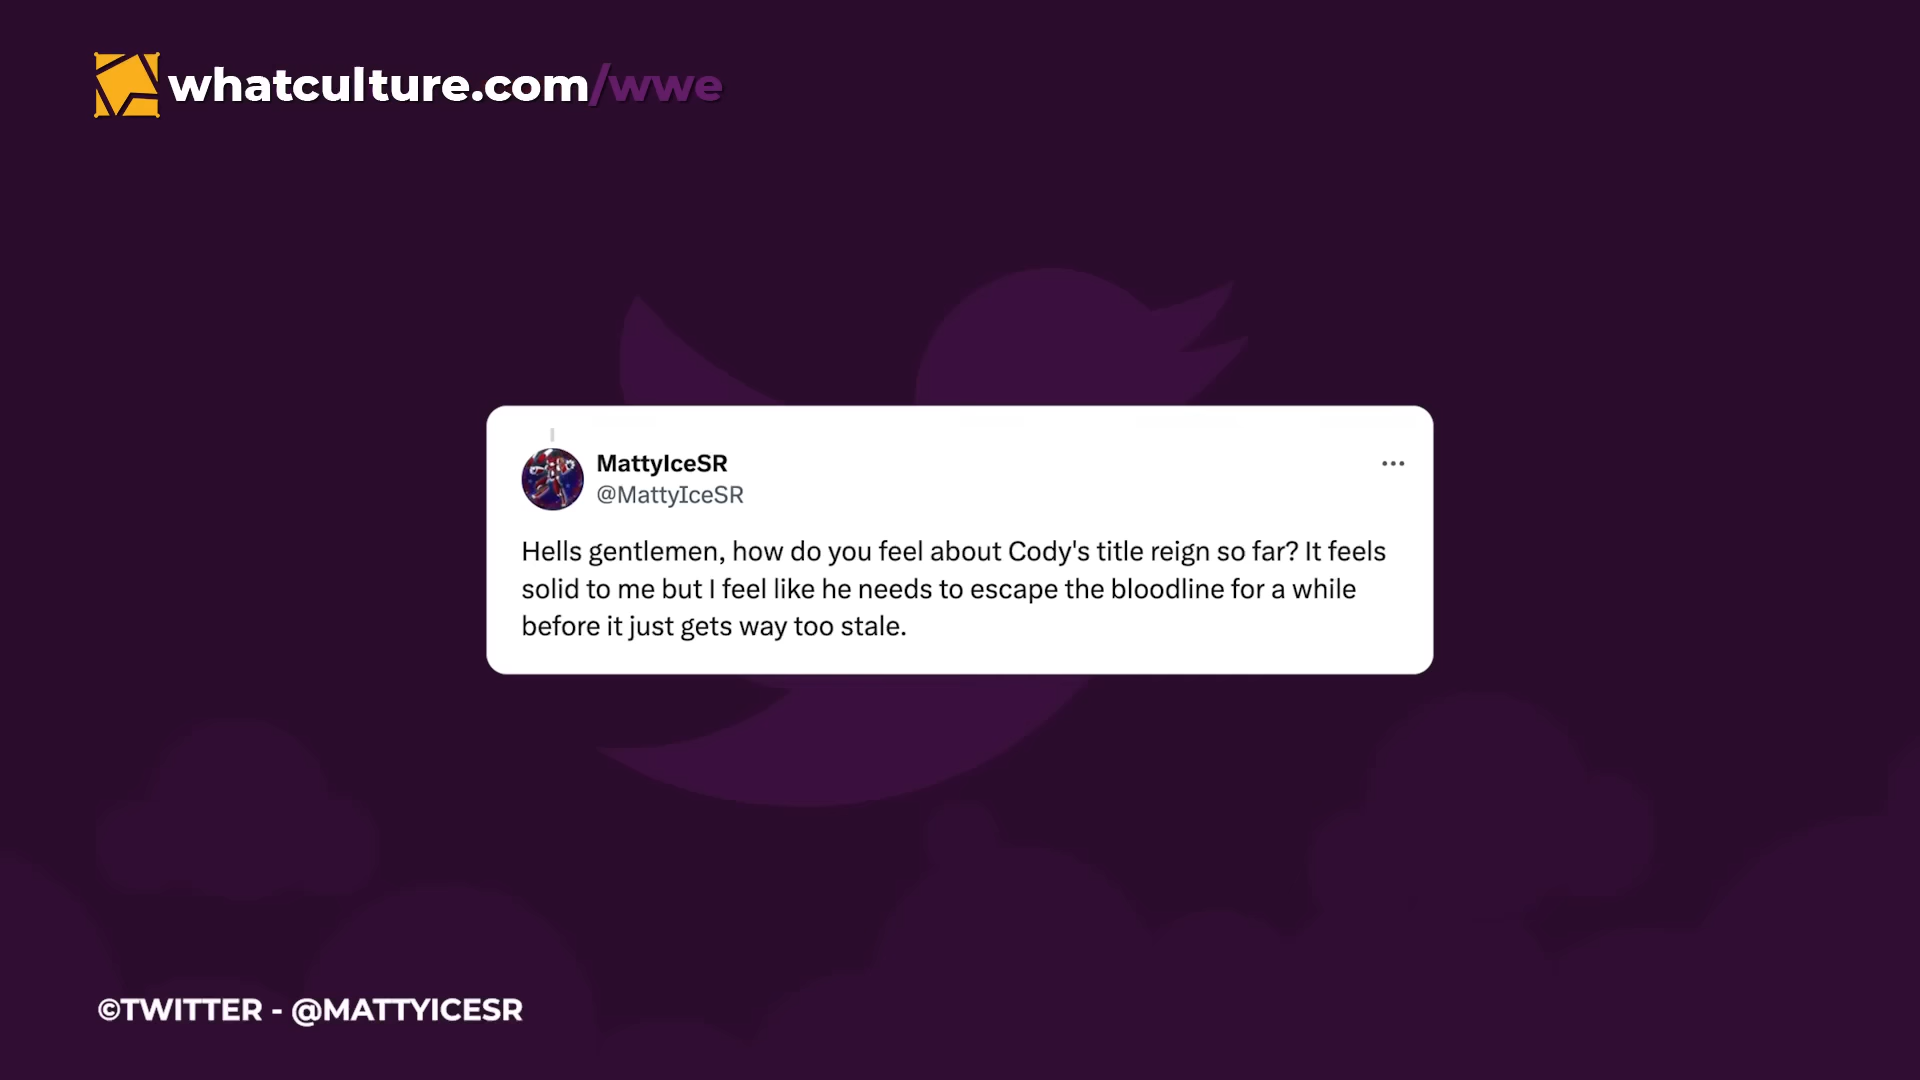 whatculture.com/wwe
MattyIceSR
@MattyIceSR
Hells gentlemen, how do you feel about Cody's title reign so far? It feels
solid to me but I feel like he needs to escape the bloodline for a while
before it just gets way too stale.
©TWITTER - @MATTYICESR